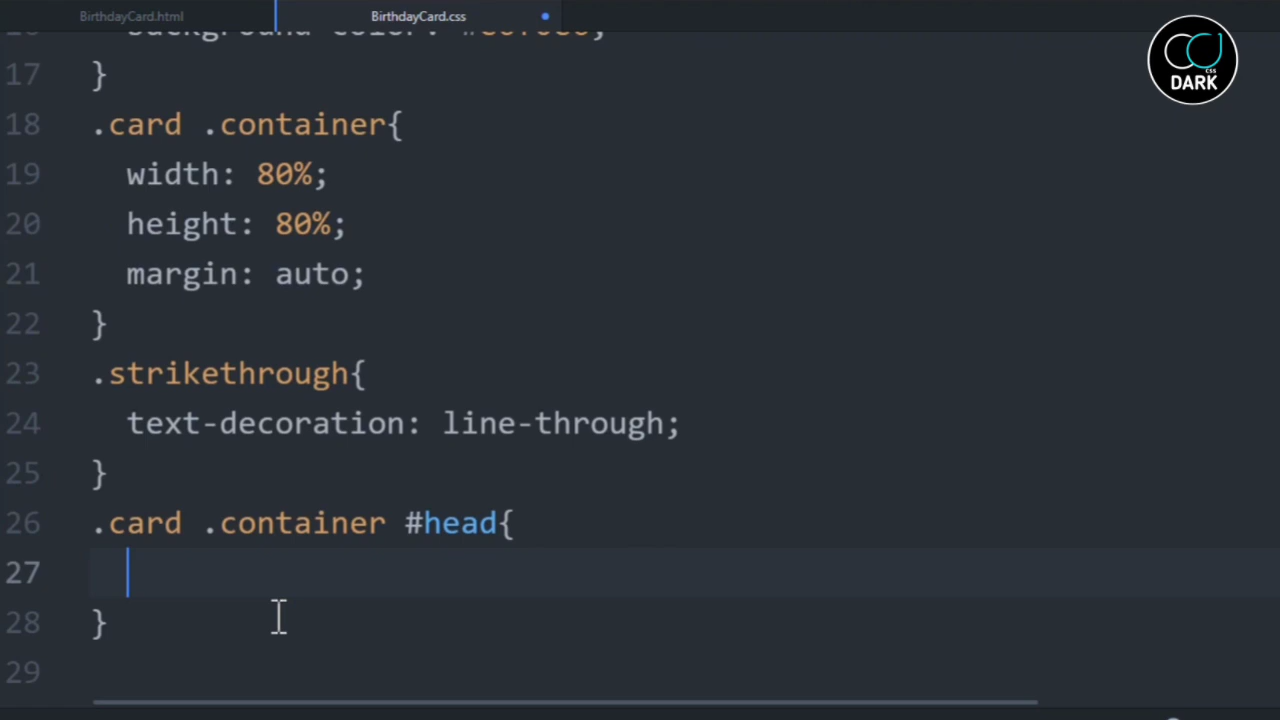 BirthdayCard.html
BirthdayCard.css
17 }
18 .card .container{
19 width: 80%;
20 height: 80%;
21 margin: auto;
22 }
23 .strikethrough{
24 text-decoration: line-through;
25 }
26 .card .container #head{
27
28 }
29
css
DARK